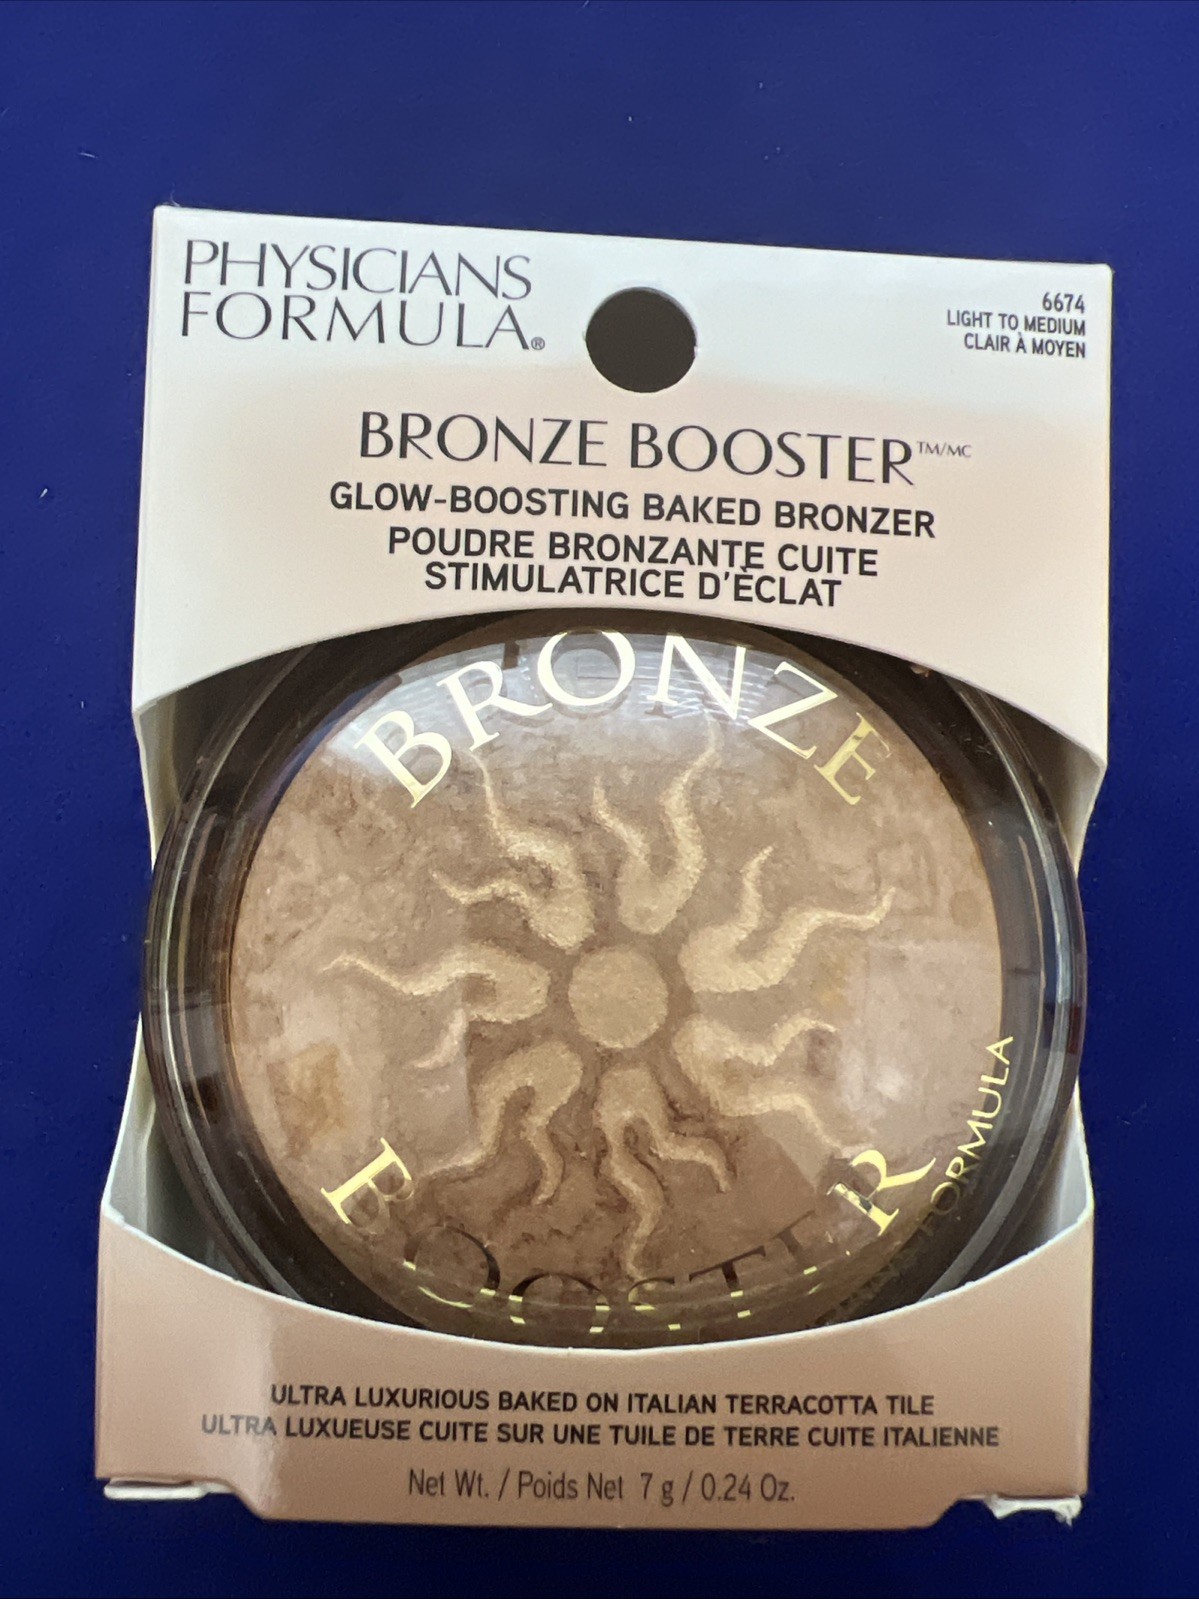 PHYSICIANS
FORMULA®
6674
LIGHT TO MEDIUM
CLAIR À MOYEN
BRONZE BOOSTER™/MC
GLOW-BOOSTING BAKED BRONZER
POUDRE BRONZANTE CUITE
STIMULATRICE D'ÉCLAT
BRONZE
BOOSTER
FORMULA
ULTRA LUXURIOUS BAKED ON ITALIAN TERRACOTTA TILE
ULTRA LUXUEUSE CUITE SUR UNE TUILE DE TERRE CUITE ITALIENNE
Net Wt. / Poids Net 7 g / 0.24 Oz.